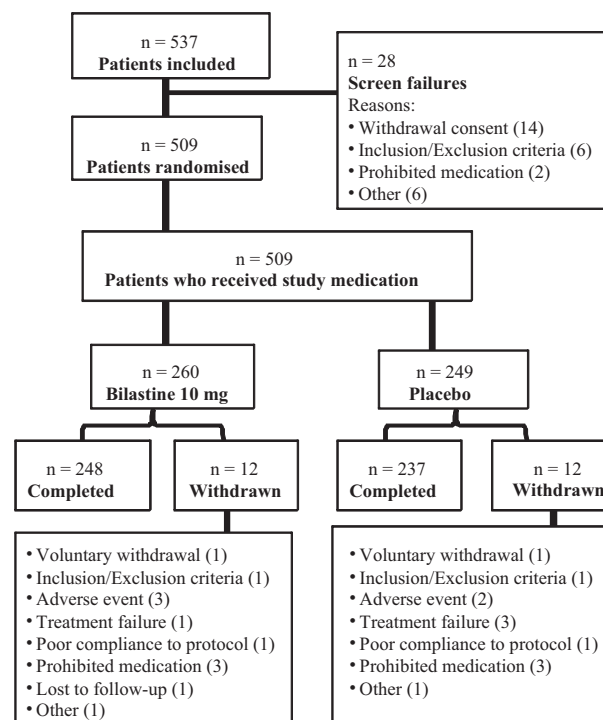 n = 537
Patients included
n = 28
Screen failures
Reasons:
• Withdrawal consent (14)
• Inclusion/Exclusion criteria (6)
• Prohibited medication (2)
• Other (6)
n = 509
Patients randomised
n = 509
Patients who received study medication
n = 260
Bilastine 10 mg
n = 249
Placebo
n = 248
Completed
n = 12
Withdrawn
n = 237
Completed
n = 12
Withdrawn
• Voluntary withdrawal (1)
• Inclusion/Exclusion criteria (1)
• Adverse event (3)
• Treatment failure (1)
• Poor compliance to protocol (1)
• Prohibited medication (3)
• Lost to follow-up (1)
• Other (1)
• Voluntary withdrawal (1)
• Inclusion/Exclusion criteria (1)
• Adverse event (2)
• Treatment failure (3)
• Poor compliance to protocol (1)
• Prohibited medication (3)
• Other (1)